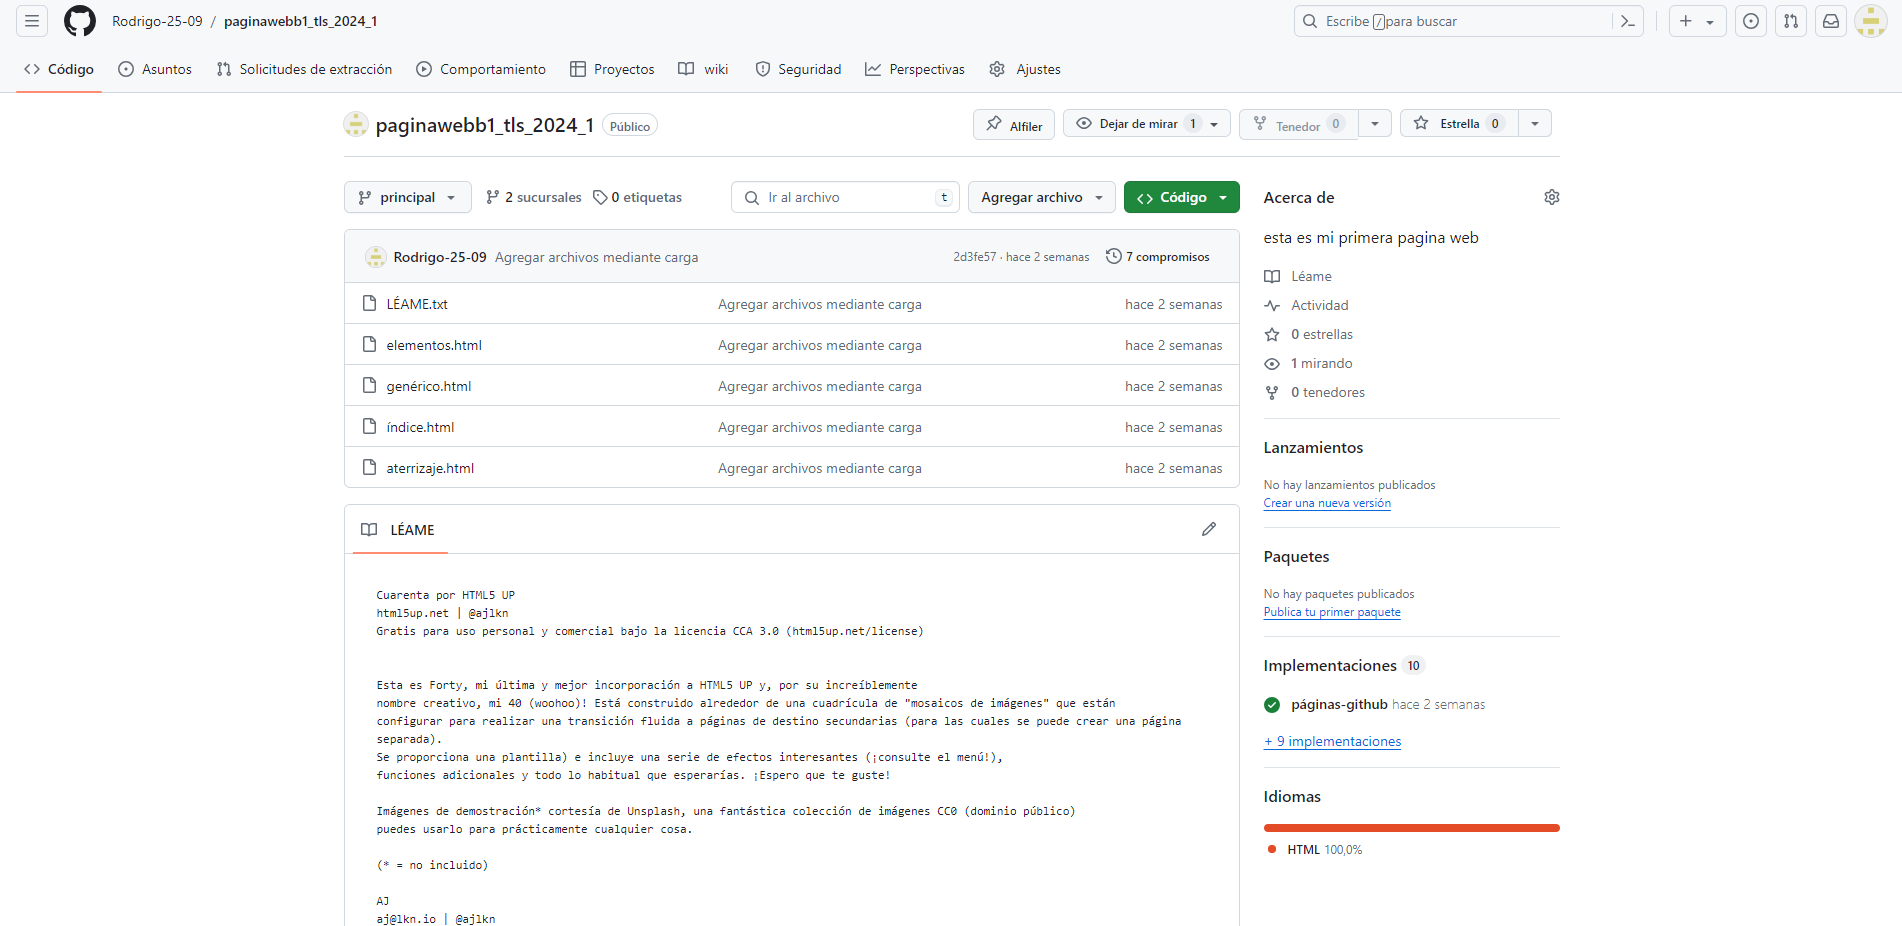 Rodrigo-25-09 / paginawebb1_tls_2024_1
Escribe / para buscar
Código
Asuntos
Solicitudes de extracción
Comportamiento
Proyectos
wiki
Seguridad
Perspectivas
Ajustes
paginawebb1_tls_2024_1 Público
Alfiler
Dejar de mirar 1
Tenedor 0
Estrella 0
principal
2 sucursales
0 etiquetas
Ir al archivo t
Agregar archivo
Código
Rodrigo-25-09 Agregar archivos mediante carga 2d3fe57 · hace 2 semanas 7 compromisos
LÉAME.txt Agregar archivos mediante carga hace 2 semanas
elementos.html Agregar archivos mediante carga hace 2 semanas
genérico.html Agregar archivos mediante carga hace 2 semanas
índice.html Agregar archivos mediante carga hace 2 semanas
aterrizaje.html Agregar archivos mediante carga hace 2 semanas
LÉAME
Cuarenta por HTML5 UP
html5up.net | @ajlkn
Gratis para uso personal y comercial bajo la licencia CCA 3.0 (html5up.net/license)
Esta es Forty, mi última y mejor incorporación a HTML5 UP y, por su increíblemente
nombre creativo, mi 40 (woohoo)! Está construido alrededor de una cuadrícula de "mosaicos de imágenes" que están
configurar para realizar una transición fluida a páginas de destino secundarias (para las cuales se puede crear una página
separada).
Se proporciona una plantilla) e incluye una serie de efectos interesantes (¡consulte el menú!),
funciones adicionales y todo lo habitual que esperarías. ¡Espero que te guste!
Imágenes de demostración* cortesía de Unsplash, una fantástica colección de imágenes CC0 (dominio público)
puedes usarlo para prácticamente cualquier cosa.
(* = no incluido)
AJ
aj@lkn.io | @ajlkn
Acerca de
esta es mi primera pagina web
Léame
Actividad
0 estrellas
1 mirando
0 tenedores
Lanzamientos
No hay lanzamientos publicados
Crear una nueva versión
Paquetes
No hay paquetes publicados
Publica tu primer paquete
Implementaciones 10
páginas-github hace 2 semanas
+ 9 implementaciones
Idiomas
HTML 100,0%